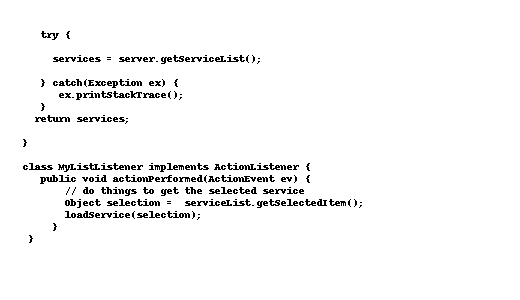 try {
services = server.getServiceList();
} catch(Exception ex) {
ex.printStackTrace();
}
return services;
}
class MyListListener implements ActionListener {
public void actionPerformed(ActionEvent ev) {
// do things to get the selected service
Object selection =  serviceList.getSelectedItem();
loadService(selection);
}
}